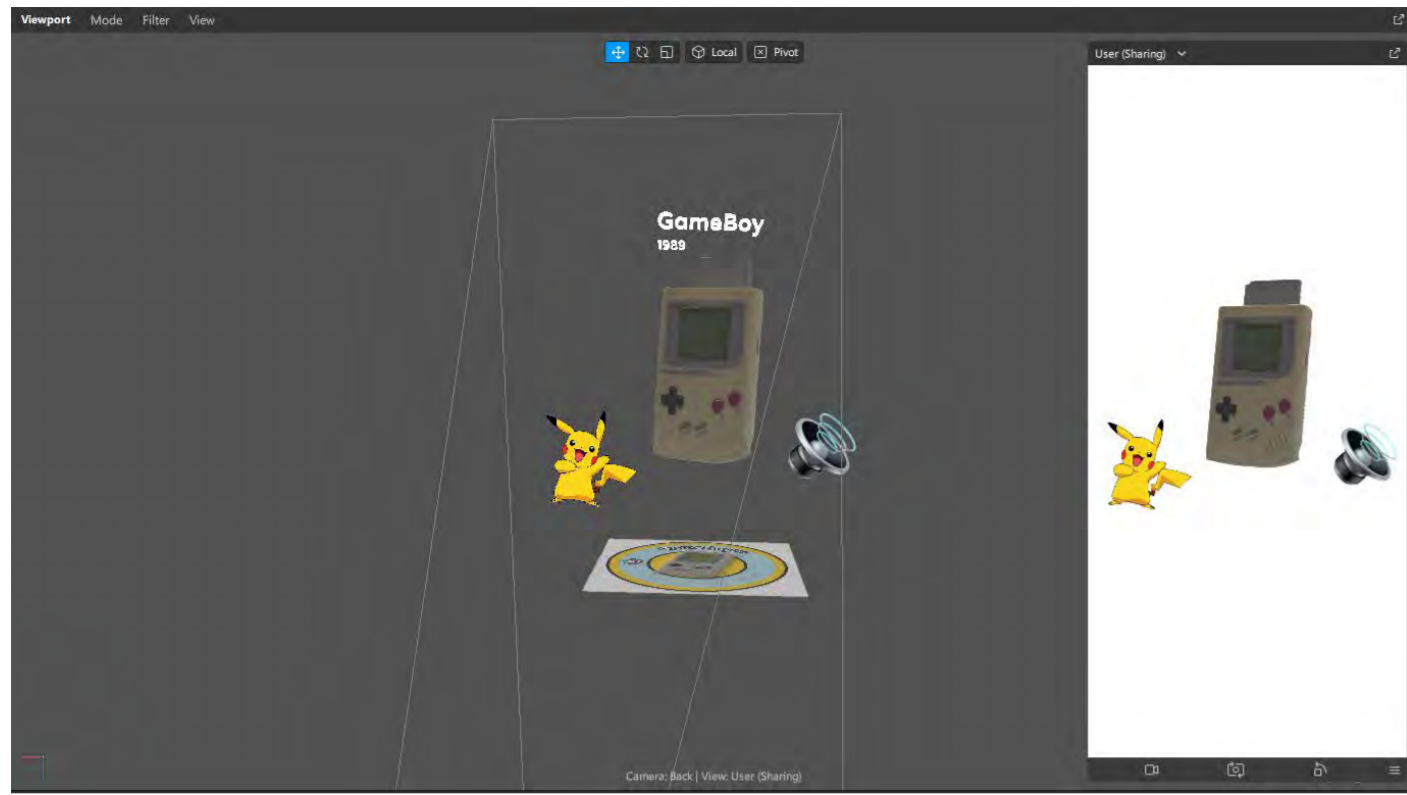 Viewport Mode Filter View
Local Pivot
User (Sharing)
GameBoy
1989
Camera: Back | View: User (Sharing)